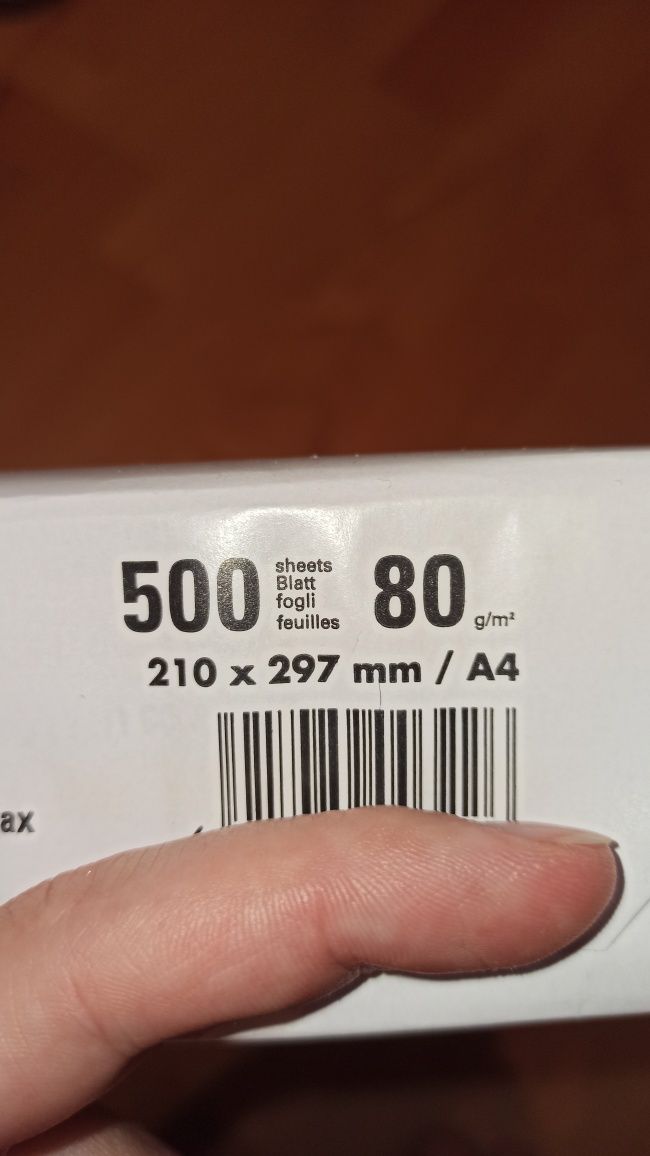 500 sheets Blatt fogli feuilles 80 g/m²
210 x 297 mm / A4
ax